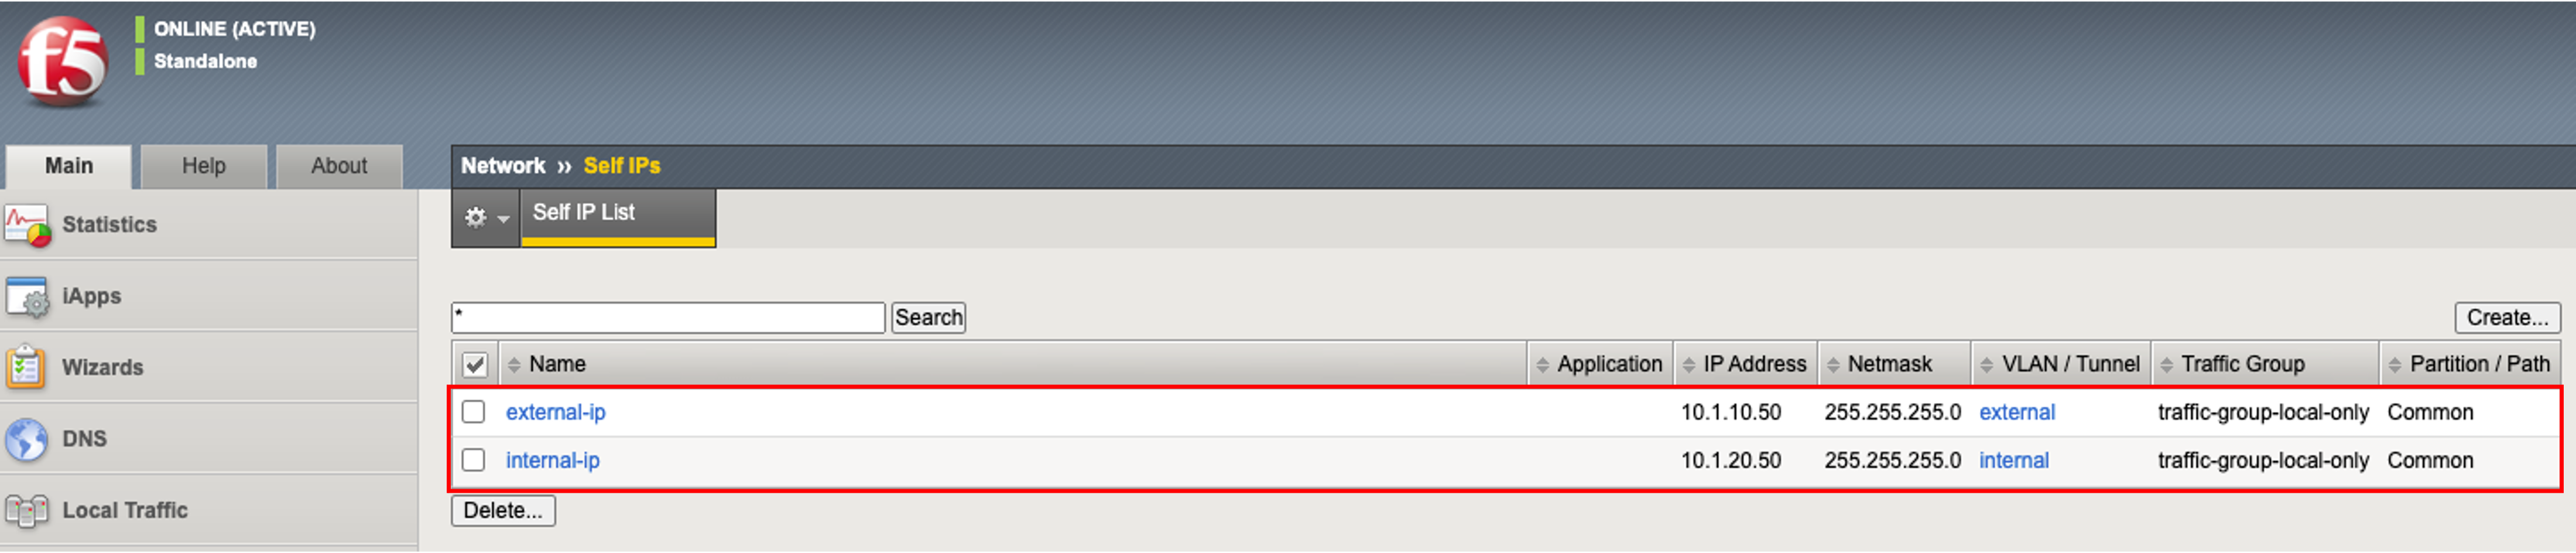 f5
ONLINE (ACTIVE)
Standalone
Main Help About
Network ›› Self IPs
Self IP List
Statistics
iApps
Wizards
DNS
Local Traffic
* Search Create...
Name Application IP Address Netmask VLAN / Tunnel Traffic Group Partition / Path
external-ip 10.1.10.50 255.255.255.0 external traffic-group-local-only Common
internal-ip 10.1.20.50 255.255.255.0 internal traffic-group-local-only Common
Delete...